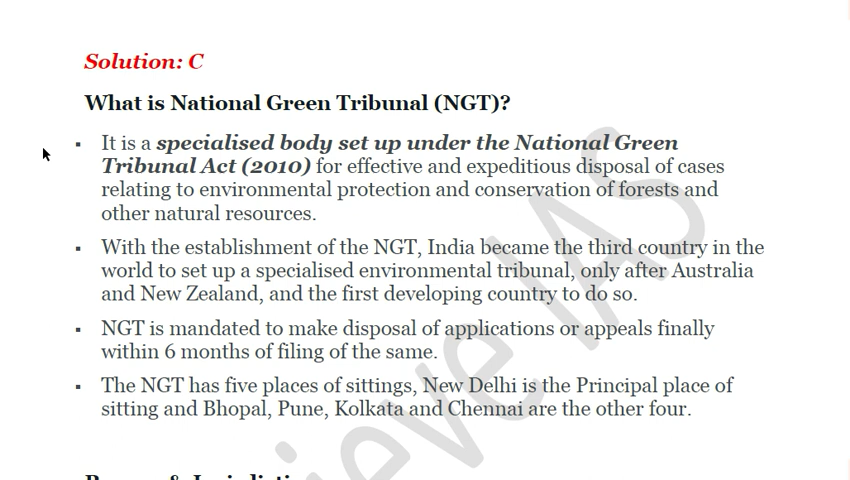 Solution: C
What is National Green Tribunal (NGT)?
▪ It is a specialised body set up under the National Green
Tribunal Act (2010) for effective and expeditious disposal of cases
relating to environmental protection and conservation of forests and
other natural resources.
▪ With the establishment of the NGT, India became the third country in the
world to set up a specialised environmental tribunal, only after Australia
and New Zealand, and the first developing country to do so.
▪ NGT is mandated to make disposal of applications or appeals finally
within 6 months of filing of the same.
▪ The NGT has five places of sittings, New Delhi is the Principal place of
sitting and Bhopal, Pune, Kolkata and Chennai are the other four.
ieve IAS